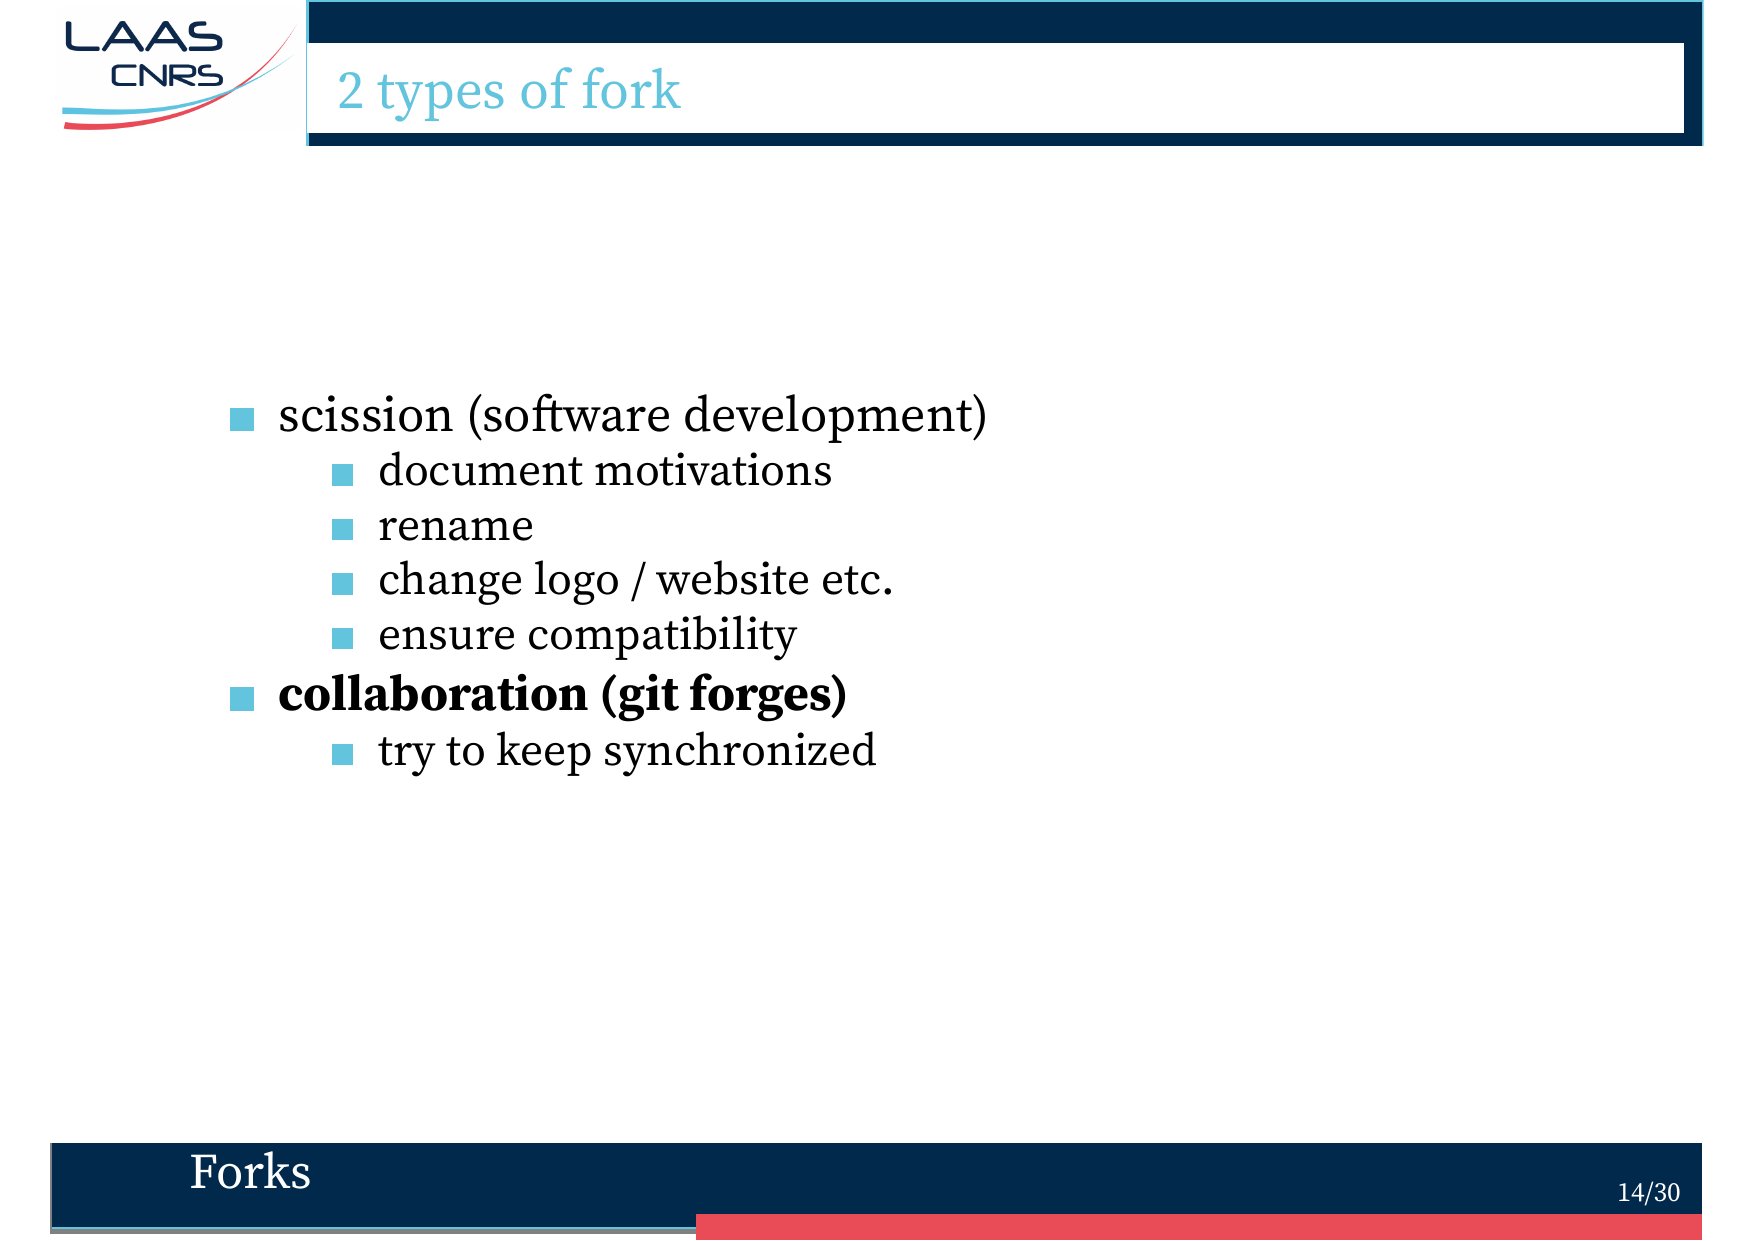 LAAS
CNRS
2 types of fork
scission (software development)
document motivations
rename
change logo / website etc.
ensure compatibility
collaboration (git forges)
try to keep synchronized
Forks
14/30